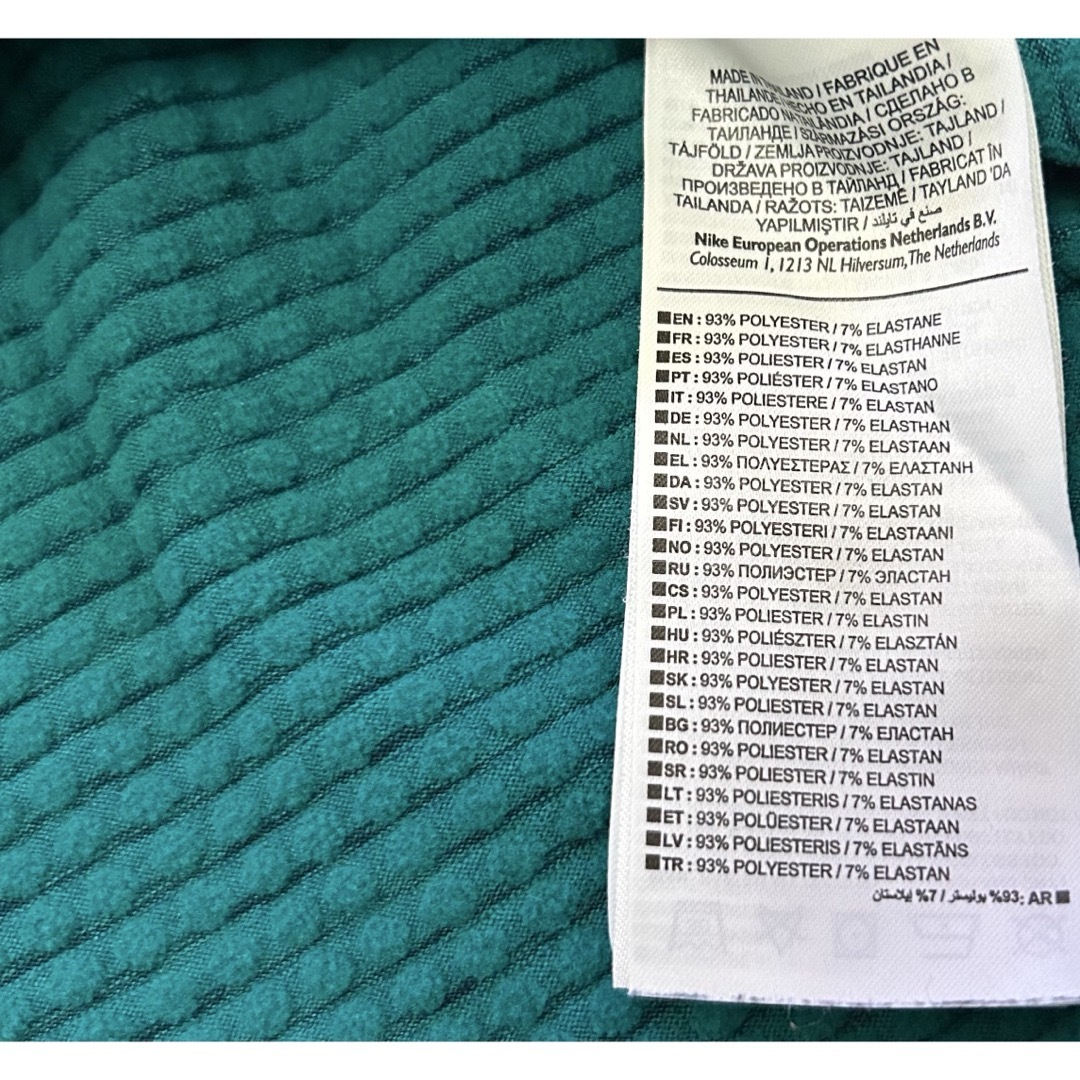 MADE IN THAILAND / FABRIQUE EN
THAILANDE / HECHO EN TAILANDIA /
FABRICADO NA TAILÂNDIA / СДЕЛАНО В
ТАИЛАНДЕ / SZÁRMAZÁSI ORSZÁG:
TÁJFÖLD / ZEMLJA PROIZVODNJE: TAJLAND /
DRŽAVA PROIZVODNJE: TAJLAND /
ПРОИЗВЕДЕНО В ТАЙЛАНД / FABRICAT ÎN
TAILANDA / RAŽOTS: TAIZEMĒ / TAYLAND 'DA
YAPILMIŞTIR / صنع في تايلند
Nike European Operations Netherlands B.V.
Colosseum 1, 1213 NL Hilversum, The Netherlands
EN : 93% POLYESTER / 7% ELASTANE
FR : 93% POLYESTER / 7% ELASTHANNE
ES : 93% POLIESTER / 7% ELASTAN
PT : 93% POLIÉSTER / 7% ELASTANO
IT : 93% POLIESTERE / 7% ELASTAN
DE : 93% POLYESTER / 7% ELASTHAN
NL : 93% POLYESTER / 7% ELASTAAN
EL : 93% ΠΟΛΥΕΣΤΕΡΑΣ / 7% ΕΛΑΣΤΑΝΗ
DA : 93% POLYESTER / 7% ELASTAN
SV : 93% POLYESTER / 7% ELASTAN
FI : 93% POLYESTERI / 7% ELASTAANI
NO : 93% POLYESTER / 7% ELASTAN
RU : 93% ПОЛИЭСТЕР / 7% ЭЛАСТАН
CS : 93% POLYESTER / 7% ELASTAN
PL : 93% POLIESTER / 7% ELASTIN
HU : 93% POLIÉSZTER / 7% ELASZTÁN
HR : 93% POLIESTER / 7% ELASTAN
SK : 93% POLYESTER / 7% ELASTAN
SL : 93% POLIESTER / 7% ELASTAN
BG : 93% ПОЛИЕСТЕР / 7% ЕЛАСТАН
RO : 93% POLIESTER / 7% ELASTAN
SR : 93% POLIESTER / 7% ELASTIN
LT : 93% POLIESTERIS / 7% ELASTANAS
ET : 93% POLÜESTER / 7% ELASTAAN
LV : 93% POLIESTERIS / 7% ELASTĀNS
TR : 93% POLYESTER / 7% ELASTAN
AR :93% بوليستر / 7% إيلاستان